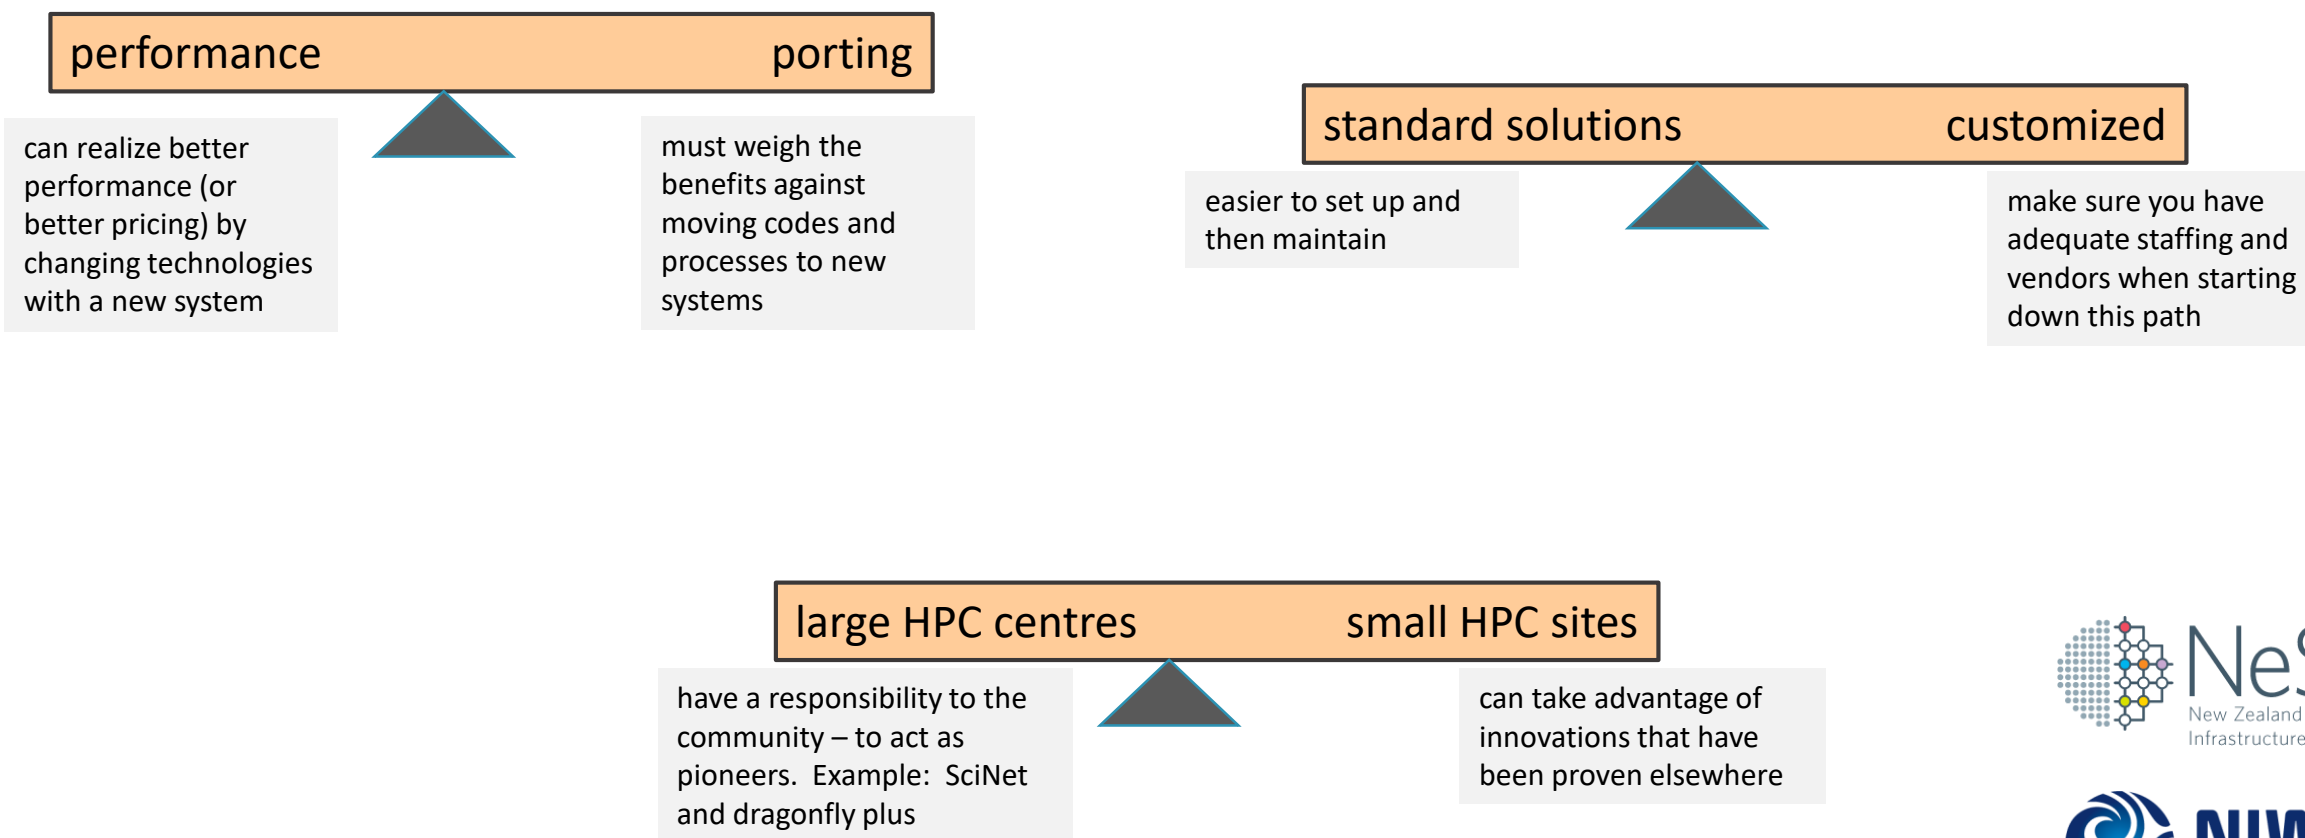 performance porting
can realize better
performance (or
better pricing) by
changing technologies
with a new system
must weigh the
benefits against
moving codes and
processes to new
systems
standard solutions customized
easier to set up and
then maintain
make sure you have
adequate staffing and
vendors when starting
down this path
large HPC centres small HPC sites
have a responsibility to the
community – to act as
pioneers. Example: SciNet
and dragonfly plus
can take advantage of
innovations that have
been proven elsewhere
New Zealand
Infrastructure